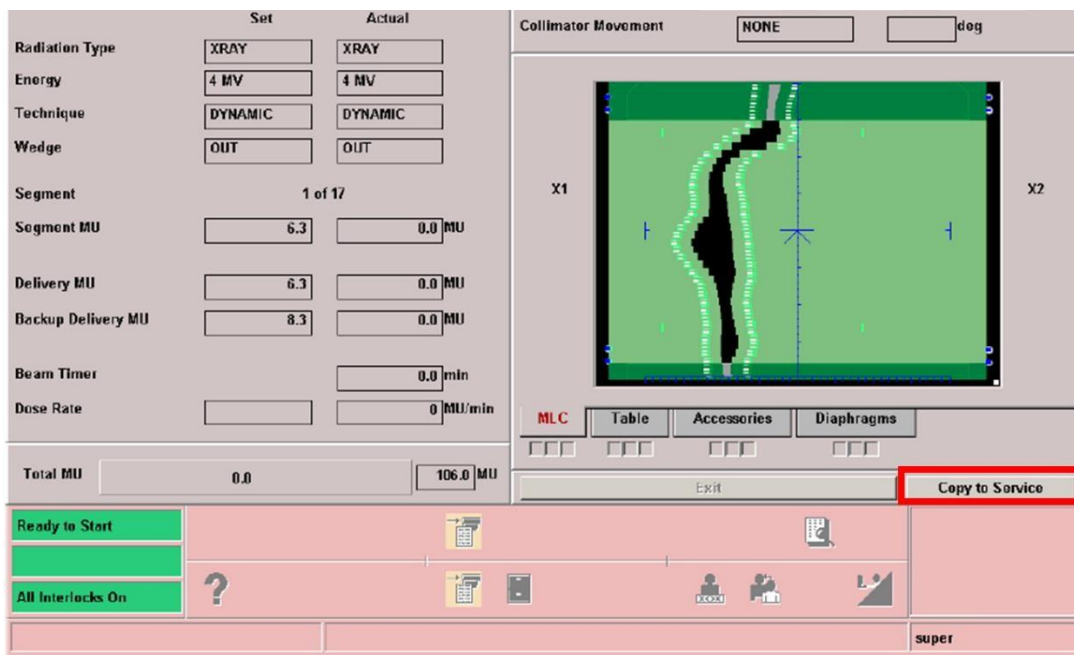 Set Actual
Radiation Type XRAY XRAY
Energy 4 MV 4 MV
Technique DYNAMIC DYNAMIC
Wedge OUT OUT
Segment 1 of 17
Segment MU 6.3 0.0 MU
Delivery MU 6.3 0.0 MU
Backup Delivery MU 8.3 0.0 MU
Beam Timer 0.0 min
Dose Rate 0 MU/min
Total MU 0.0 106.0 MU
Collimator Movement NONE deg
X1 X2
MLC Table Accessories Diaphragms
Exit Copy to Service
Ready to Start
All Interlocks On
?
super